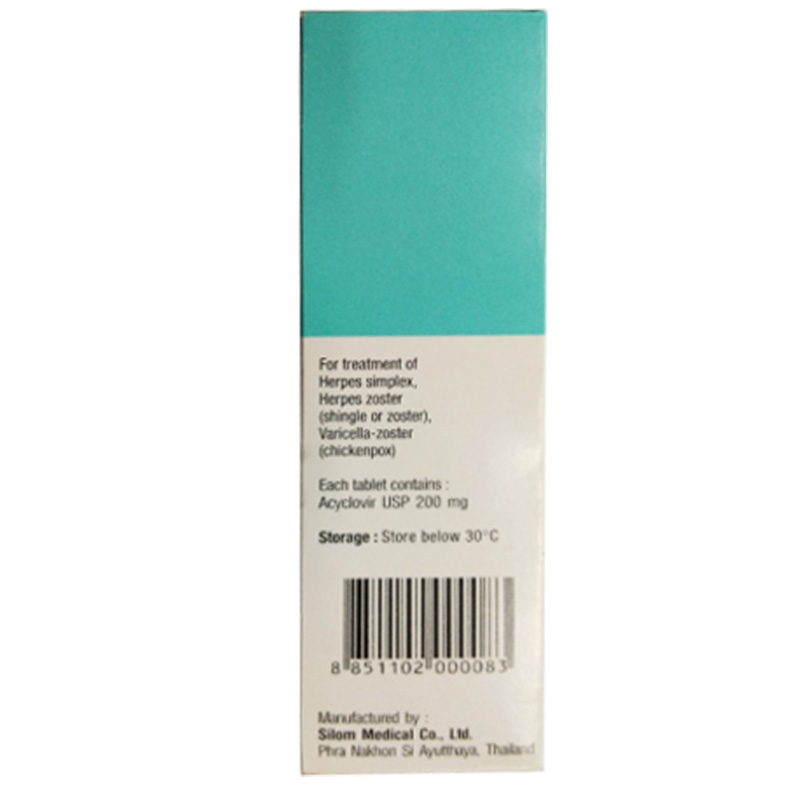 For treatment of
Herpes simplex,
Herpes zoster
(shingle or zoster),
Varicella-zoster
(chickenpox)
Each tablet contains :
Acyclovir USP 200 mg
Storage : Store below 30°C
8 851102 000083
Manufactured by :
Silom Medical Co., Ltd.
Phra Nakhon Si Ayutthaya, Thailand